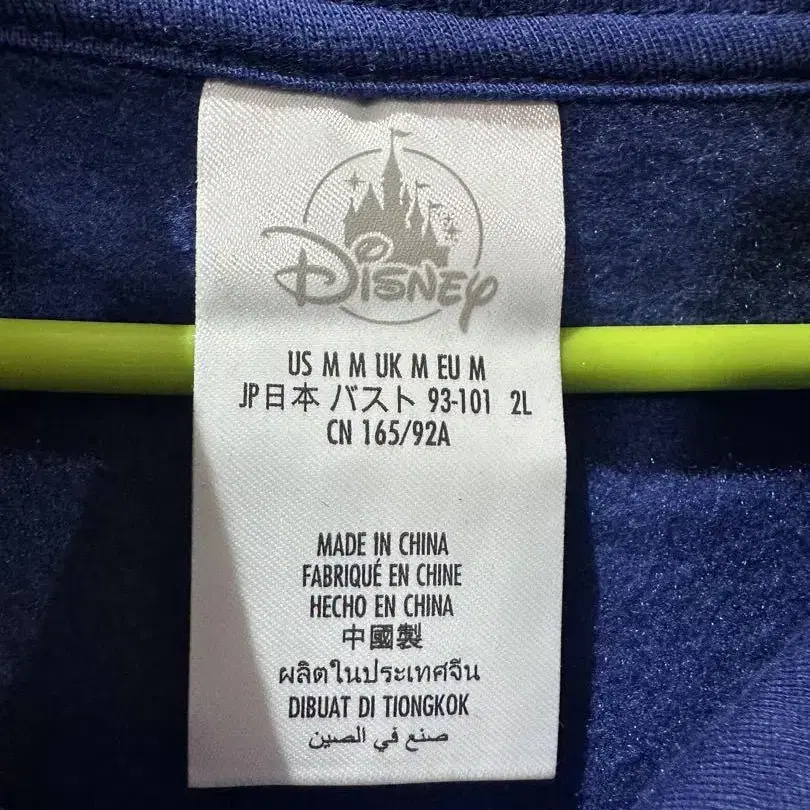 Disney
US M M UK M EU M
JP日本 バスト 93-101 2L
CN 165/92A
MADE IN CHINA
FABRIQUÉ EN CHINE
HECHO EN CHINA
中國製
ผลิตในประเทศจีน
DIBUAT DI TIONGKOK
صنع في الصين